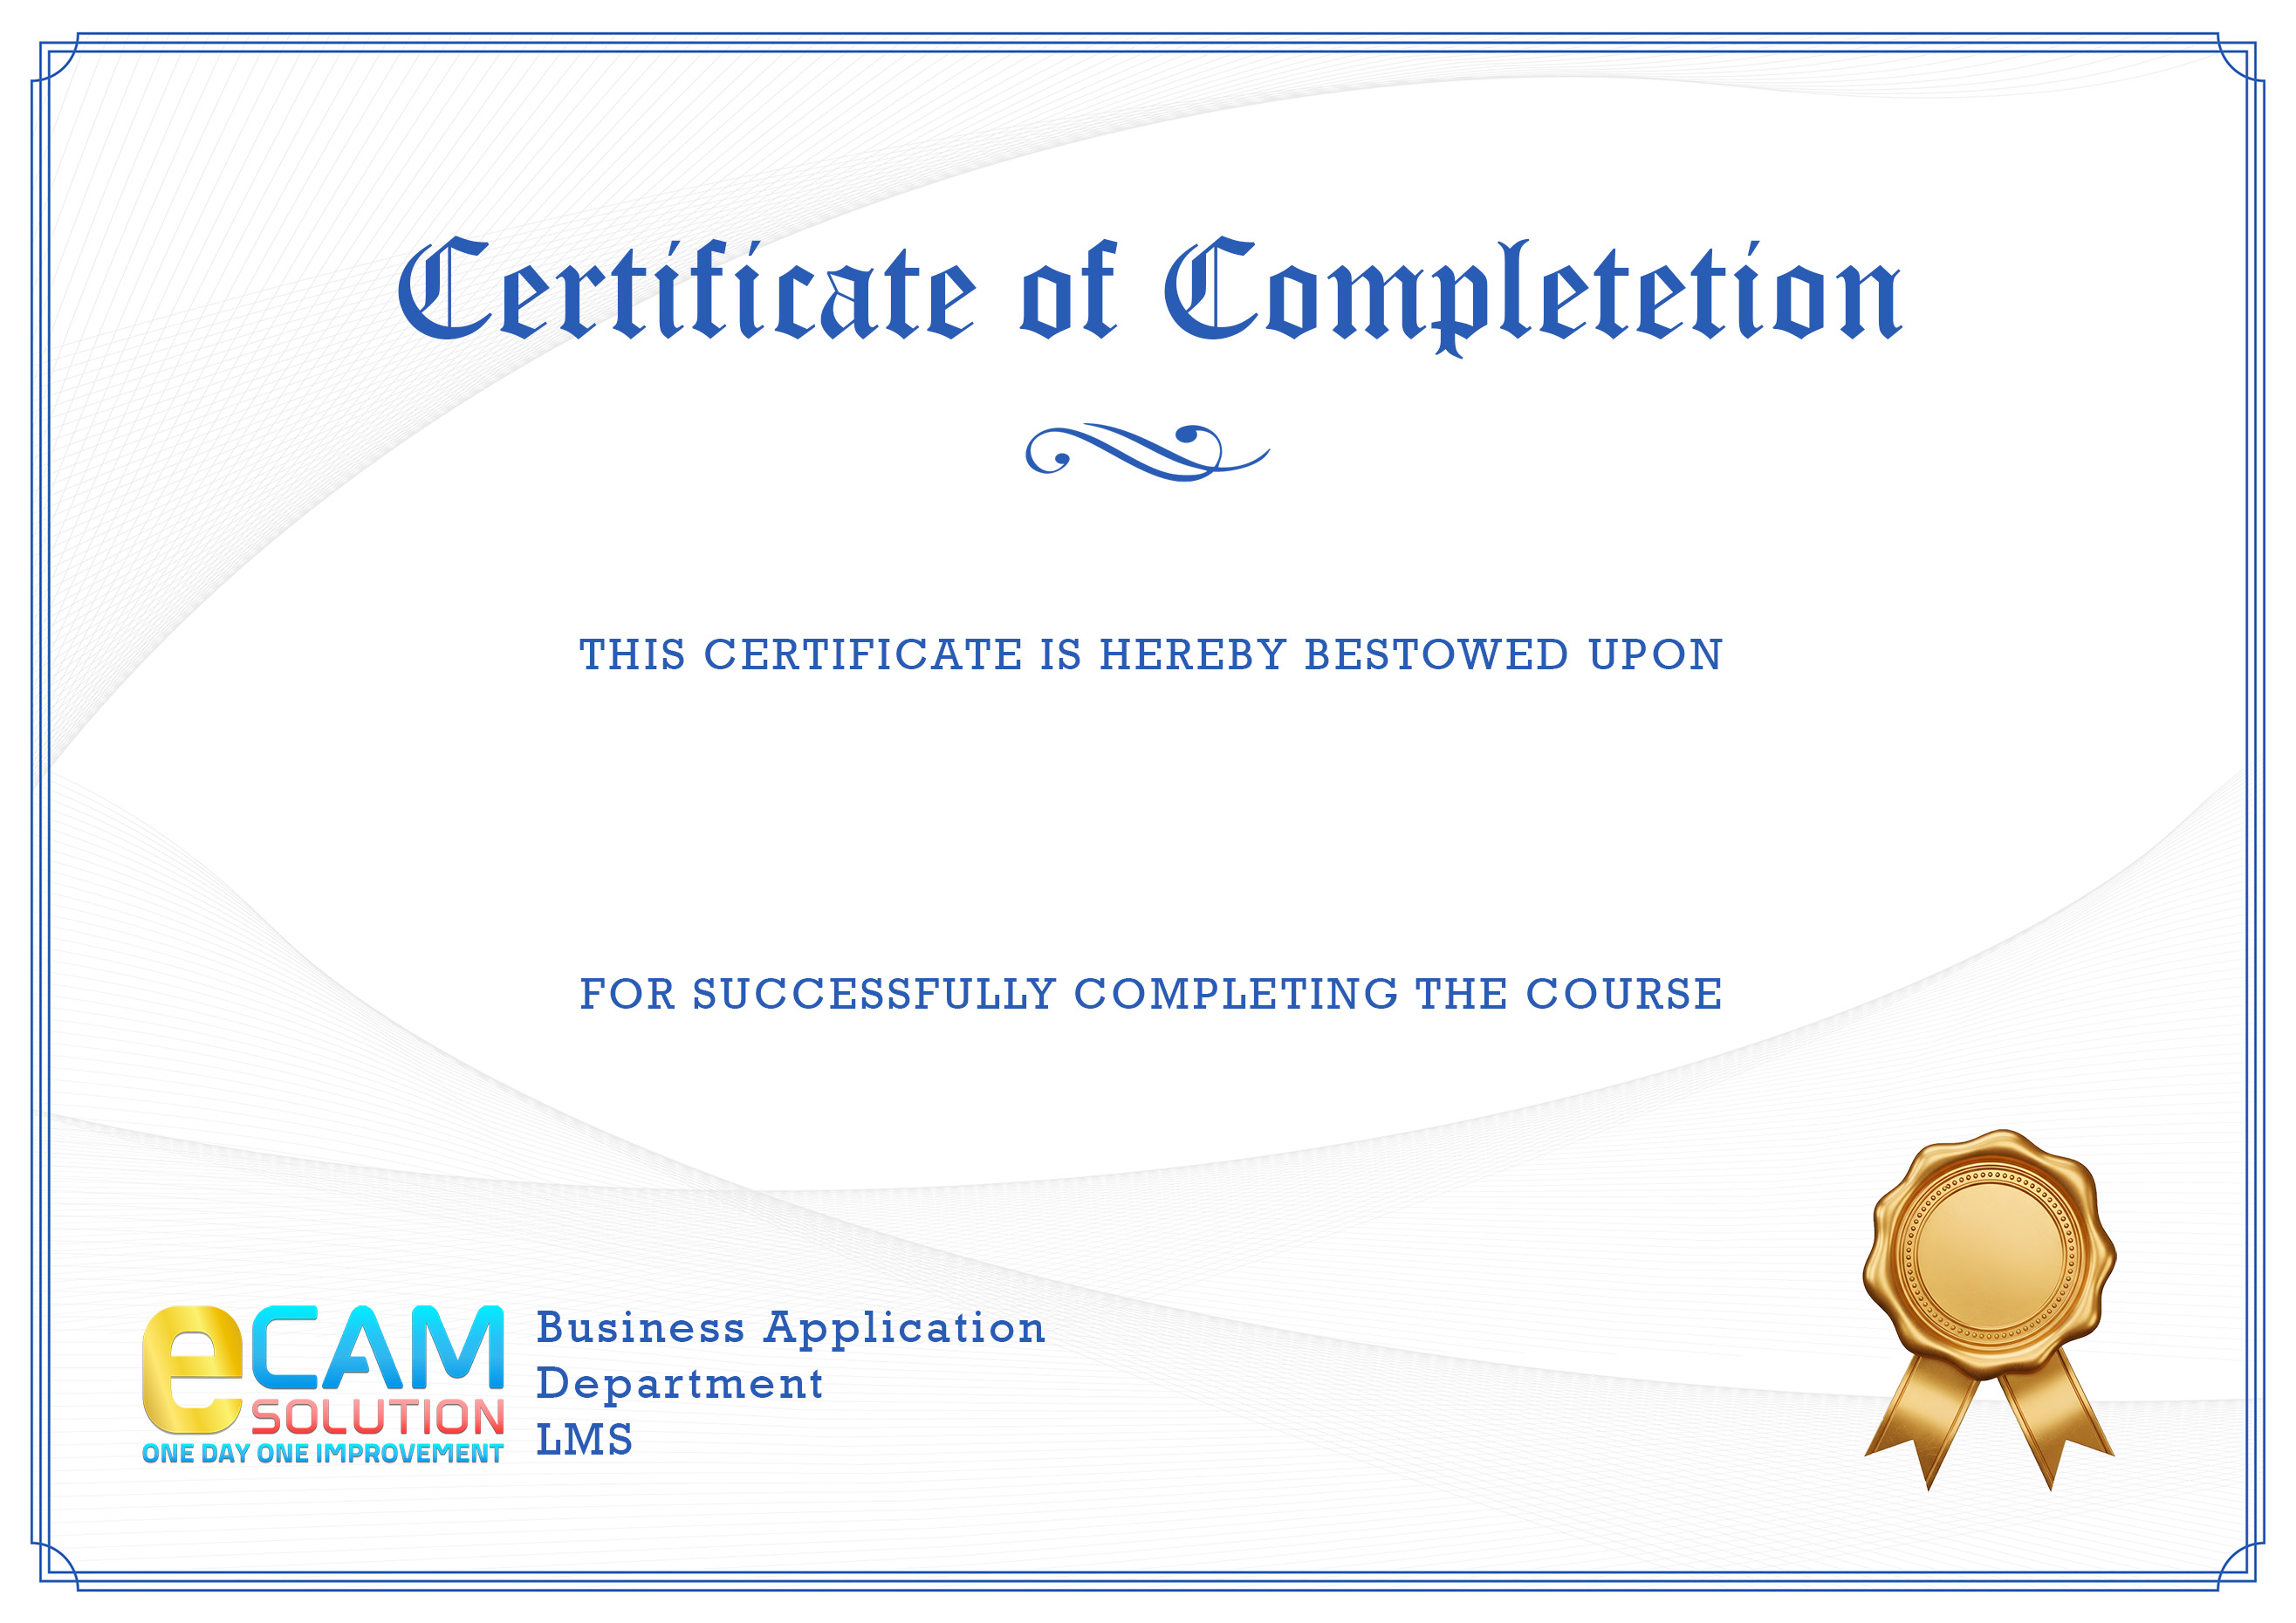 Certificate of Completetion
THIS CERTIFICATE IS HEREBY BESTOWED UPON
FOR SUCCESSFULLY COMPLETING THE COURSE
eCAM
SOLUTION
ONE DAY ONE IMPROVEMENT
Business Application
Department
LMS